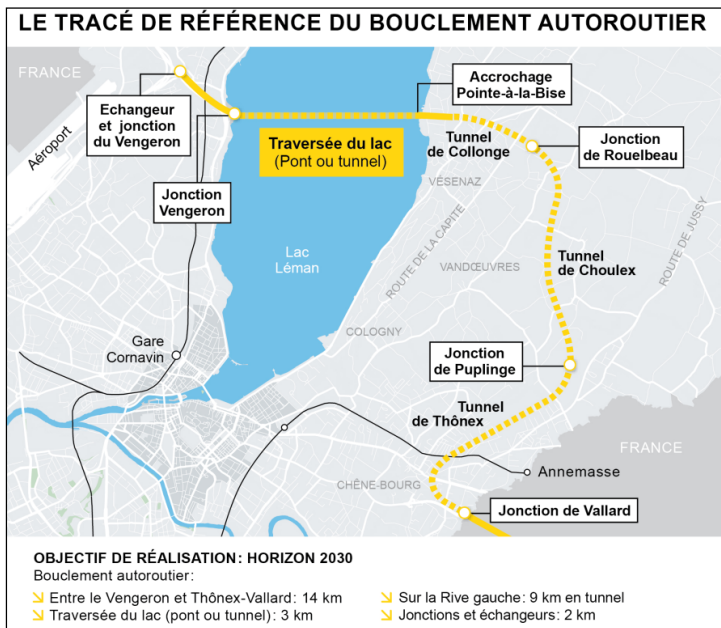 LE TRACÉ DE RÉFÉRENCE DU BOUCLEMENT AUTOROUTIER
FRANCE
Echangeur
et jonction
du Vengeron
Accrochage
Pointe-à-la-Bise
Aéroport
Traversée du lac
(Pont ou tunnel)
Tunnel
de Collonge
Jonction
de Rouelbeau
Jonction
Vengeron
VÉSENAZ
ROUTE DE LA CAPITE
ROUTE DE JUSSY
Lac
Léman
VANDŒUVRES
Tunnel
de Choulex
Gare
Cornavin
COLOGNY
Jonction
de Puplinge
Tunnel
de Thônex
FRANCE
Annemasse
CHÊNE-BOURG
Jonction de Vallard
OBJECTIF DE RÉALISATION: HORIZON 2030
Bouclement autoroutier:
Entre le Vengeron et Thônex-Vallard: 14 km
Traversée du lac (pont ou tunnel): 3 km
Sur la Rive gauche: 9 km en tunnel
Jonctions et échangeurs: 2 km